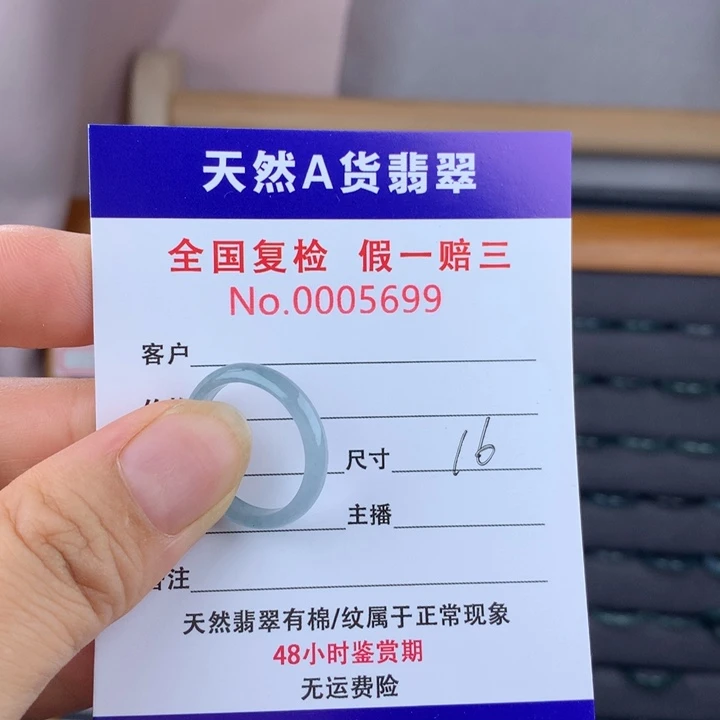 天然A货翡翠
全国复检 假一赔三
No.0005699
客户
尺寸 16
主播
注
天然翡翠有棉/纹属于正常现象
48小时鉴赏期
无运费险